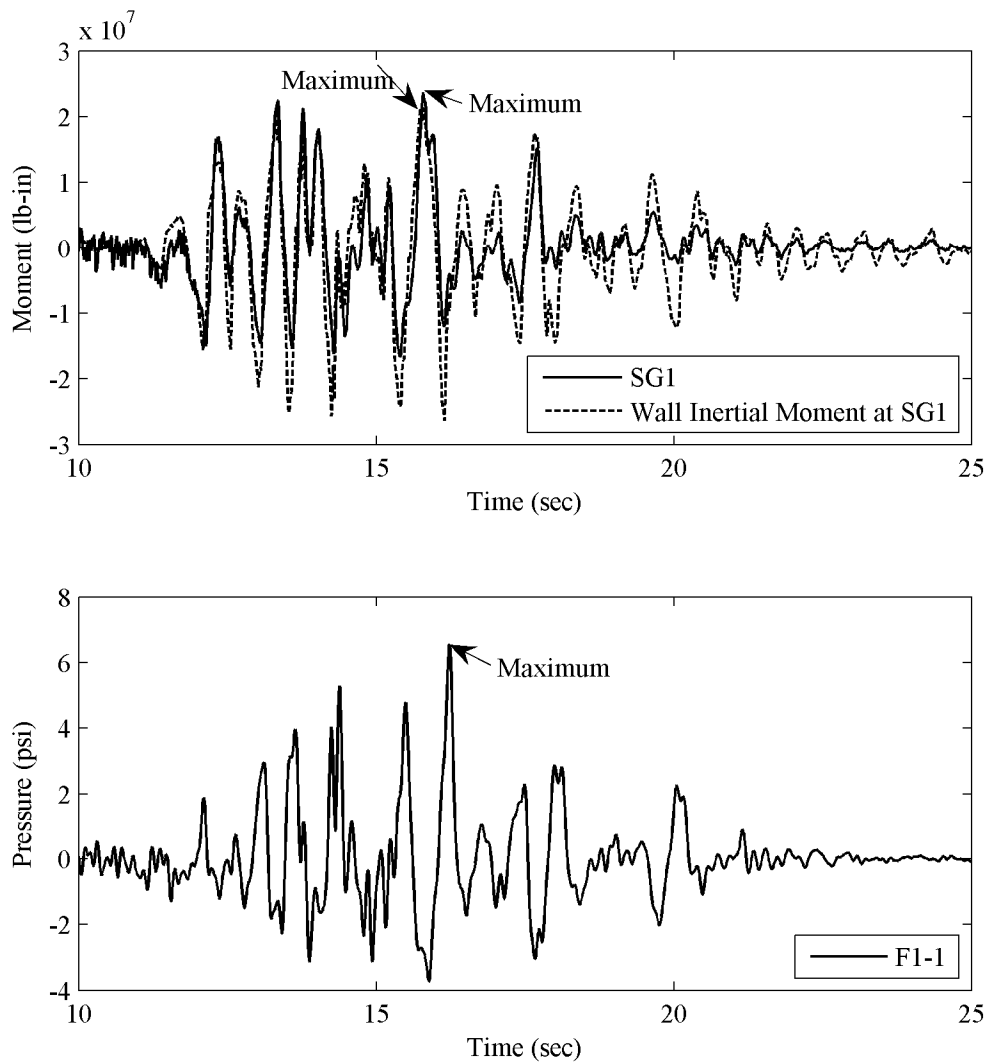 x 10^7
3
2
1
0
-1
-2
-3
Moment (lb-in)
Maximum
Maximum
SG1
Wall Inertial Moment at SG1
10
15
20
25
Time (sec)
8
6
4
2
0
-2
-4
Pressure (psi)
Maximum
F1-1
10
15
20
25
Time (sec)